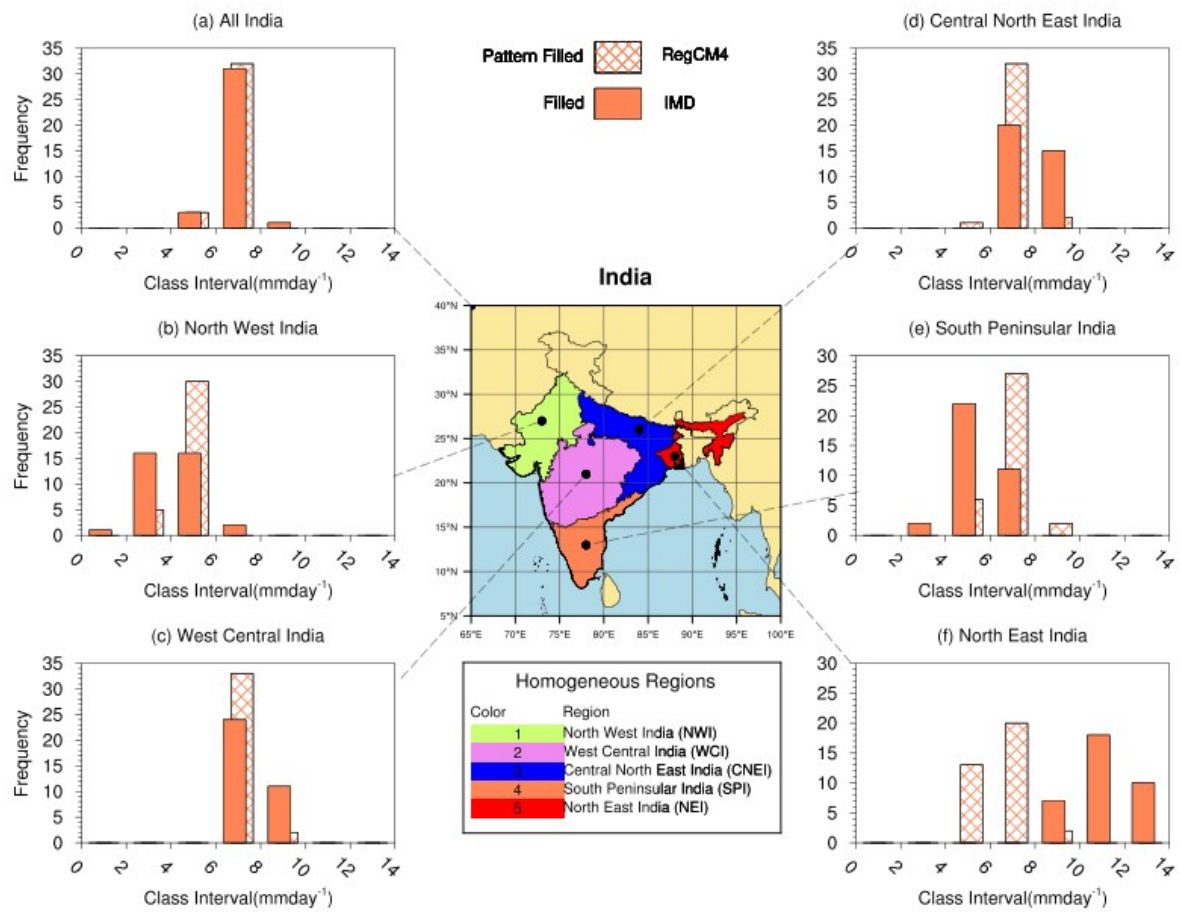 (a) All India
35
30
25
20
15
10
5
0
Frequency
0 2 4 6 8 10 12 14
Class Interval(mmday-1)
Pattern Filled RegCM4
Filled IMD
(d) Central North East India
35
30
25
20
15
10
5
0
0 2 4 6 8 10 12 14
Class Interval(mmday-1)
(b) North West India
35
30
25
20
15
10
5
0
Frequency
0 2 4 6 8 10 12 14
Class Interval(mmday-1)
India
40°N
35°N
30°N
25°N
20°N
15°N
10°N
5°N
65°E 70°E 75°E 80°E 85°E 90°E 95°E 100°E
(e) South Peninsular India
30
25
20
15
10
5
0
0 2 4 6 8 10 12 14
Class Interval(mmday-1)
(c) West Central India
35
30
25
20
15
10
5
0
Frequency
0 2 4 6 8 10 12 14
Class Interval(mmday-1)
Homogeneous Regions
Color Region
1 North West India (NWI)
2 West Central India (WCI)
3 Central North East India (CNEI)
4 South Peninsular India (SPI)
5 North East India (NEI)
(f) North East India
30
25
20
15
10
5
0
0 2 4 6 8 10 12 14
Class Interval(mmday-1)